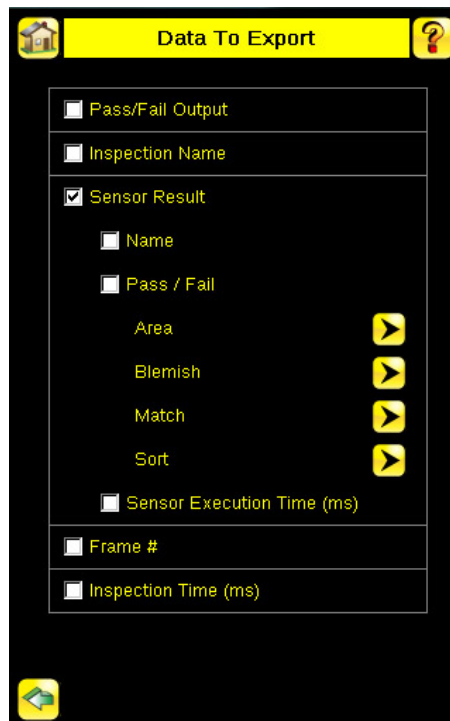 Data To Export
?
Pass/Fail Output
Inspection Name
Sensor Result
Name
Pass / Fail
Area
Blemish
Match
Sort
Sensor Execution Time (ms)
Frame #
Inspection Time (ms)